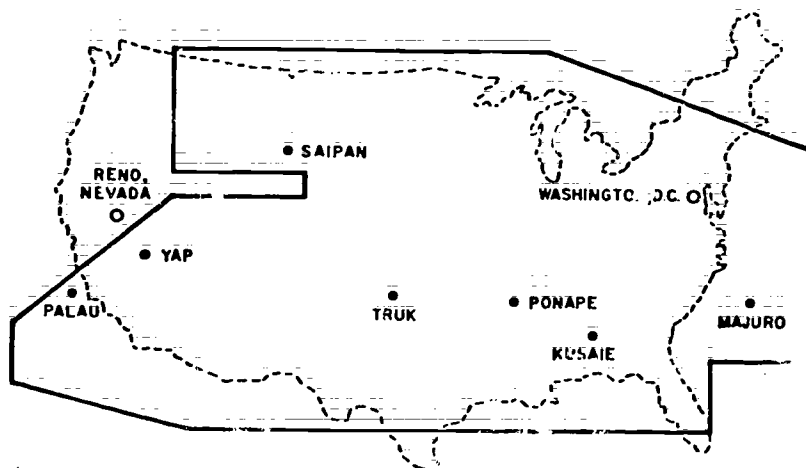 SAIPAN
RENO,
NEVADA
WASHINGTO. ,D.C.
YAP
PALAU
TRUK
PONAPE
MAJURO
KUSAIE